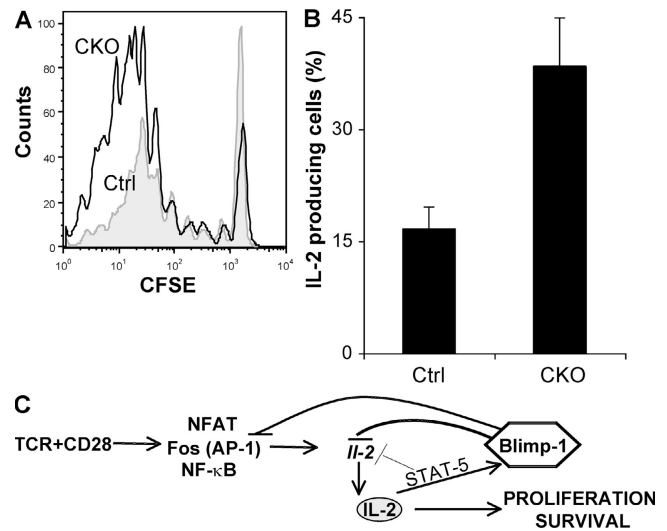 A
100
80
60
40
20
0
Counts
CKO
Ctrl
10⁰ 10¹ 10² 10³ 10⁴
CFSE
B
45
30
15
0
IL-2 producing cells (%)
Ctrl CKO
C
TCR+CD28
NFAT
Fos (AP-1)
NF-κB
Il-2
IL-2
STAT-5
Blimp-1
PROLIFERATION
SURVIVAL